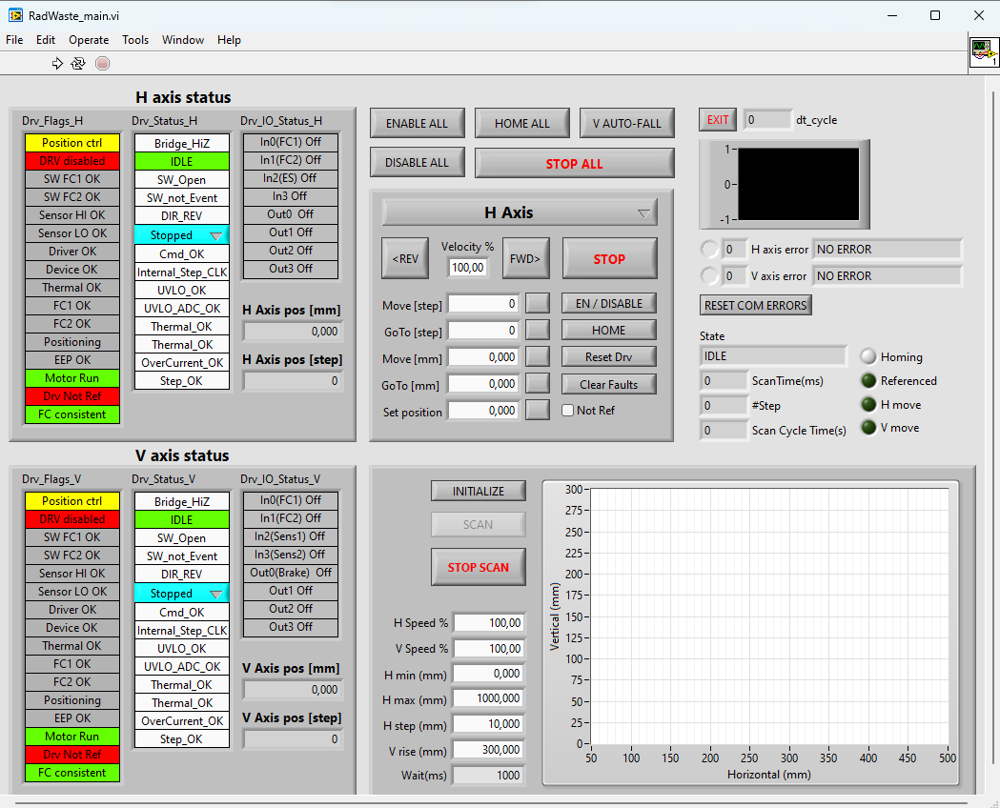 RadWaste_main.vi
File Edit Operate Tools Window Help
1
H axis status
Drv_Flags_H
Position ctrl
DRV disabled
SW FC1 OK
SW FC2 OK
Sensor HI OK
Sensor LO OK
Driver OK
Device OK
Thermal OK
FC1 OK
FC2 OK
Positioning
EEP OK
Motor Run
Drv Not Ref
FC consistent
Drv_Status_H
Bridge_HiZ
IDLE
SW_Open
SW_not_Event
DIR_REV
Stopped
Cmd_OK
Internal_Step_CLK
UVLO_OK
UVLO_ADC_OK
Thermal_OK
Thermal_OK
OverCurrent_OK
Step_OK
Drv_IO_Status_H
In0(FC1) Off
In1(FC2) Off
In2(ES) Off
In3 Off
Out0 Off
Out1 Off
Out2 Off
Out3 Off
H Axis pos [mm]
0,000
H Axis pos [step]
0
ENABLE ALL HOME ALL V AUTO-FALL
DISABLE ALL STOP ALL
H Axis
<REV
Velocity %
100,00
FWD>
STOP
Move [step] 0 EN / DISABLE
GoTo [step] 0 HOME
Move [mm] 0,000 Reset Drv
GoTo [mm] 0,000 Clear Faults
Set position 0,000 Not Ref
EXIT 0 dt_cycle
1
0
-1
0 H axis error NO ERROR
0 V axis error NO ERROR
RESET COM ERRORS
State
IDLE
0 ScanTime(ms)
0 #Step
0 Scan Cycle Time(s)
Homing
Referenced
H move
V move
V axis status
Drv_Flags_V
Position ctrl
DRV disabled
SW FC1 OK
SW FC2 OK
Sensor HI OK
Sensor LO OK
Driver OK
Device OK
Thermal OK
FC1 OK
FC2 OK
Positioning
EEP OK
Motor Run
Drv Not Ref
FC consistent
Drv_Status_V
Bridge_HiZ
IDLE
SW_Open
SW_not_Event
DIR_REV
Stopped
Cmd_OK
Internal_Step_CLK
UVLO_OK
UVLO_ADC_OK
Thermal_OK
Thermal_OK
OverCurrent_OK
Step_OK
Drv_IO_Status_V
In0(FC1) Off
In1(FC2) Off
In2(Sens1) Off
In3(Sens2) Off
Out0(Brake) Off
Out1 Off
Out2 Off
Out3 Off
V Axis pos [mm]
0,000
V Axis pos [step]
0
INITIALIZE
SCAN
STOP SCAN
H Speed % 100,00
V Speed % 100,00
H min (mm) 0,000
H max (mm) 1000,000
H step (mm) 10,000
V rise (mm) 300,000
Wait(ms) 1000
Vertical (mm)
300
275
250
225
200
175
150
125
100
75
50
25
0
50 100 150 200 250 300 350 400 450 500
Horizontal (mm)